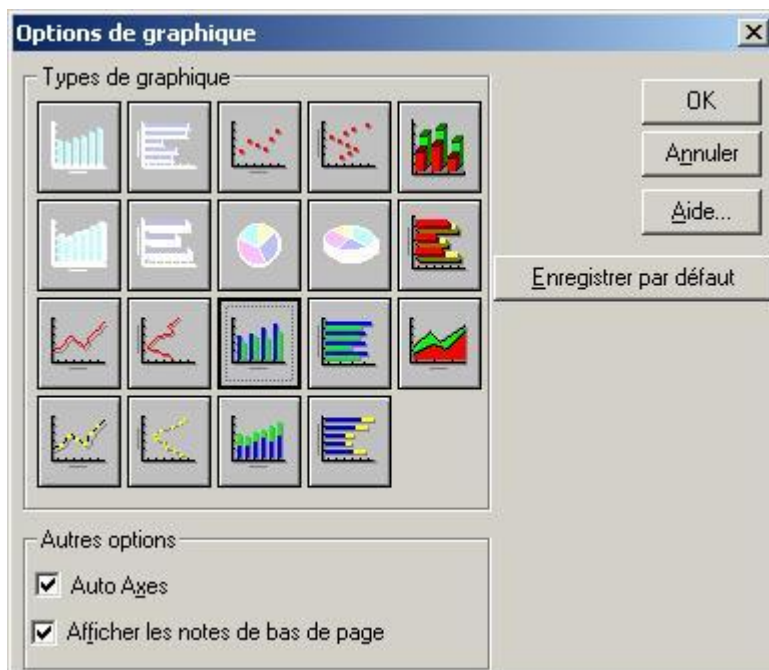 Options de graphique
Types de graphique
OK
Annuler
Aide...
Enregistrer par défaut
Autres options
Auto Axes
Afficher les notes de bas de page